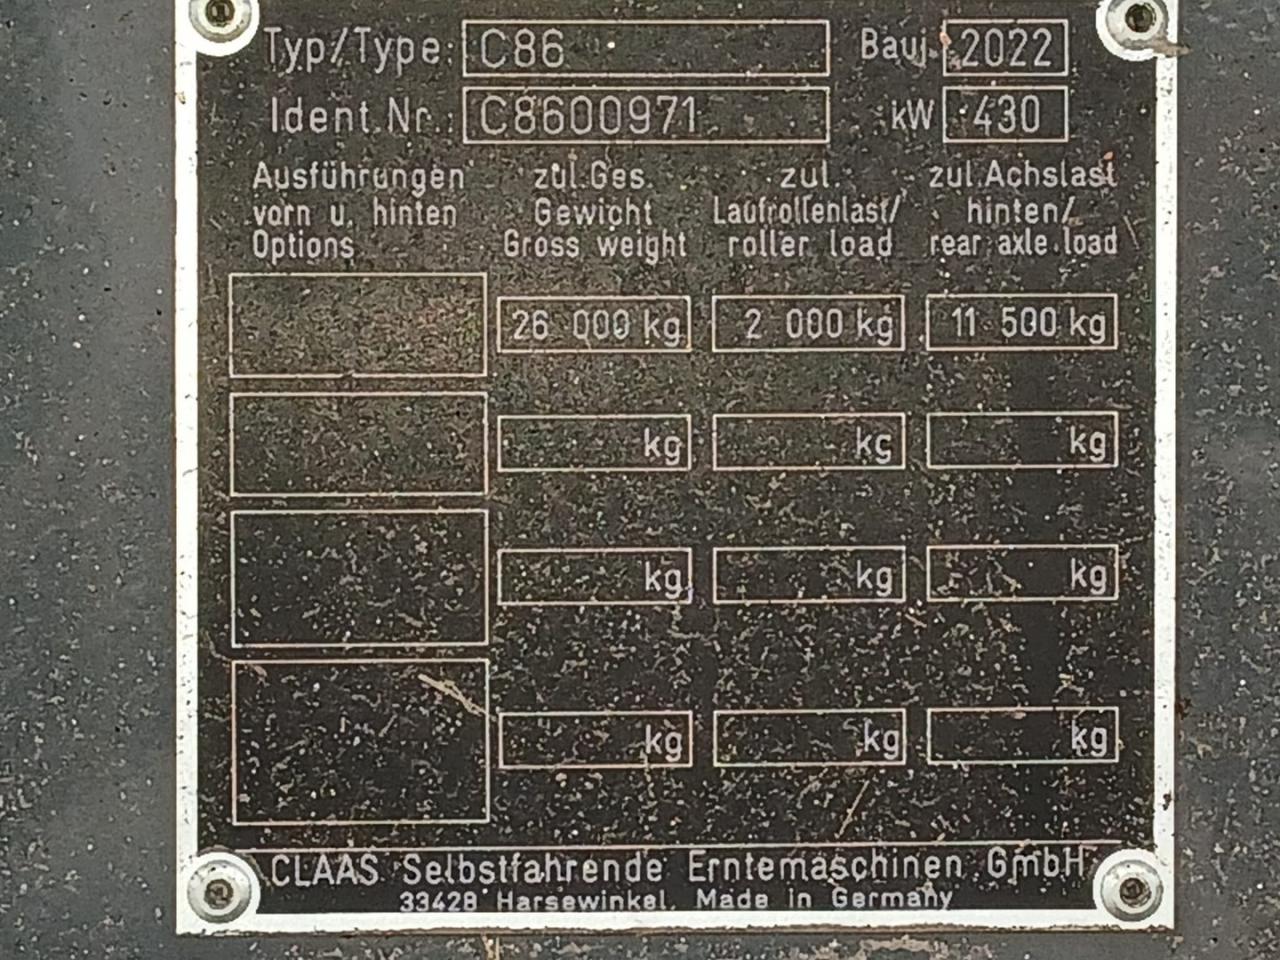 Typ/Type: C86 Bauj. 2022
Ident.Nr.: C8600971 kW 430
Ausführungen zul.Ges. zul. zul.Achslast
vorn u. hinten Gewicht Laufrollenlast/ hinten/
Options Gross weight roller load rear axle load
26 000 kg 2 000 kg 11 500 kg
kg kg kg
kg kg kg
kg kg kg
CLAAS Selbstfahrende Erntemaschinen GmbH
33428 Harsewinkel. Made in Germany